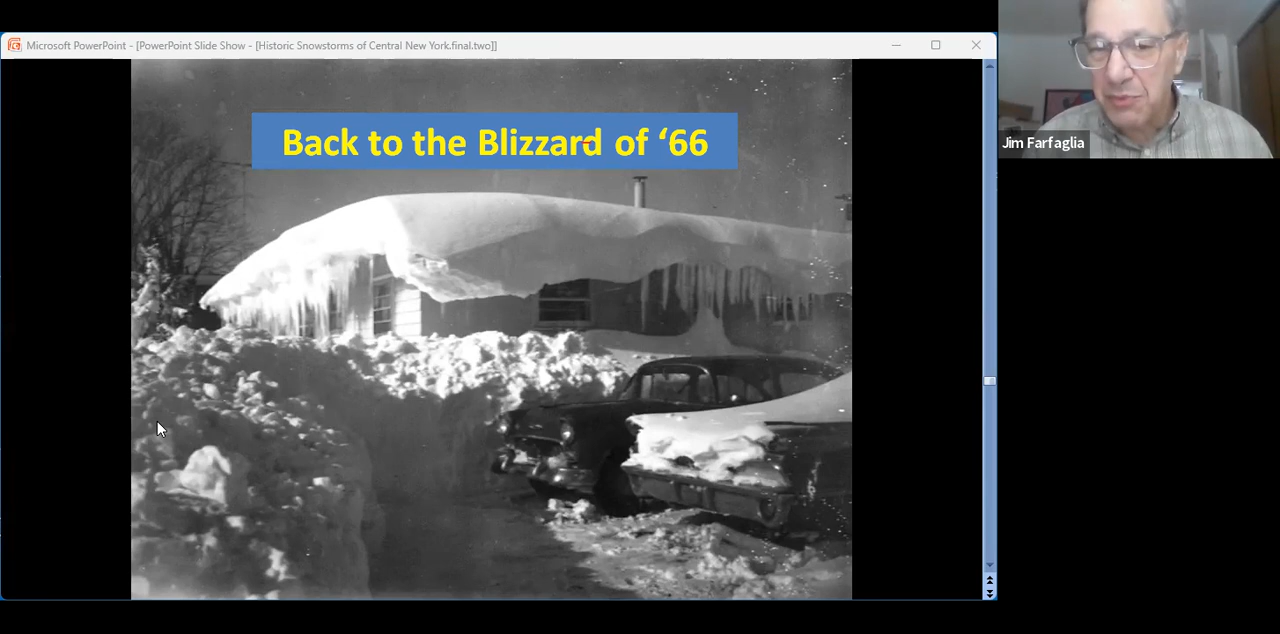 Microsoft PowerPoint - [PowerPoint Slide Show - [Historic Snowstorms of Central New York.final.two]]
Back to the Blizzard of ‘66
Jim Farfaglia